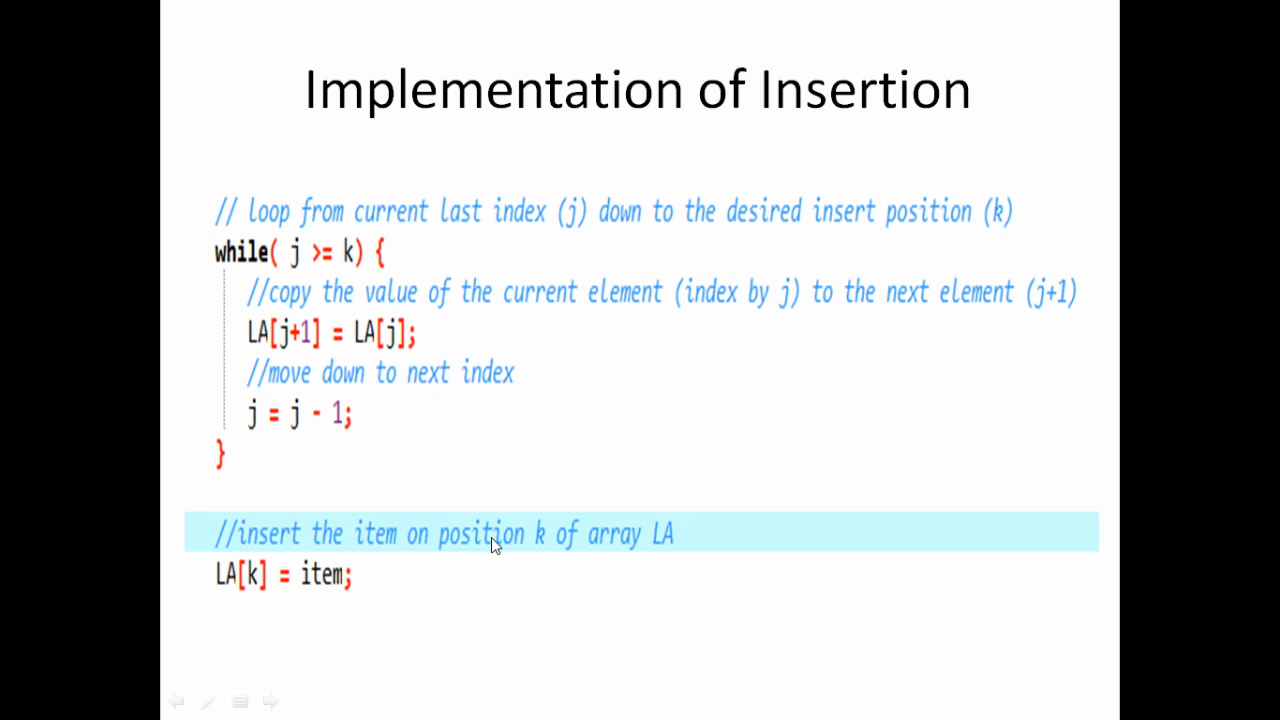 Implementation of Insertion
// loop from current last index (j) down to the desired insert position (k)
while( j >= k) {
//copy the value of the current element (index by j) to the next element (j+1)
LA[j+1] = LA[j];
//move down to next index
j = j - 1;
}
//insert the item on position k of array LA
LA[k] = item;